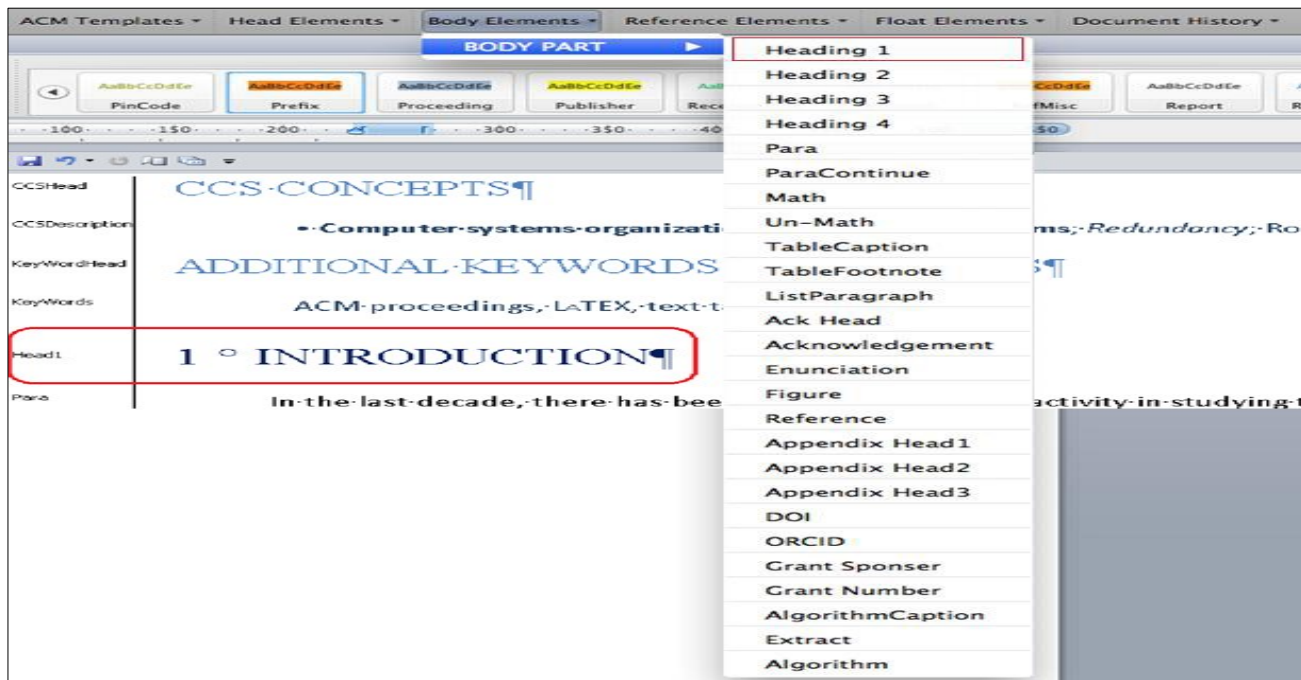 ACM Templates Head Elements Body Elements Reference Elements Float Elements Document History
BODY PART
Heading 1
Heading 2
Heading 3
Heading 4
Para
ParaContinue
Math
Un-Math
TableCaption
TableFootnote
ListParagraph
Ack Head
Acknowledgement
Enunciation
Figure
Reference
Appendix Head1
Appendix Head2
Appendix Head3
DOI
ORCID
Grant Sponser
Grant Number
AlgorithmCaption
Extract
Algorithm
AaBbCcDdEe AaBbCcDdEe AaBbCcDdEe AaBbCcDdEe CcDdEe AaBbCcDdEe
PinCode Prefix Proceeding Publisher Rece fMisc Report
100 150 200 300 350 40 50
CCSHead CCS·CONCEPTS¶
CCSDescription •·Computer·systems·organizati ms;·Redundancy;·Ro
KeyWordHead ADDITIONAL·KEYWORDS S¶
KeyWords ACM·proceedings,·LATEX,·text·t
Head1 1 ° INTRODUCTION¶
Para In·the·last·decade,·there·has·bee activity·in·studying·t